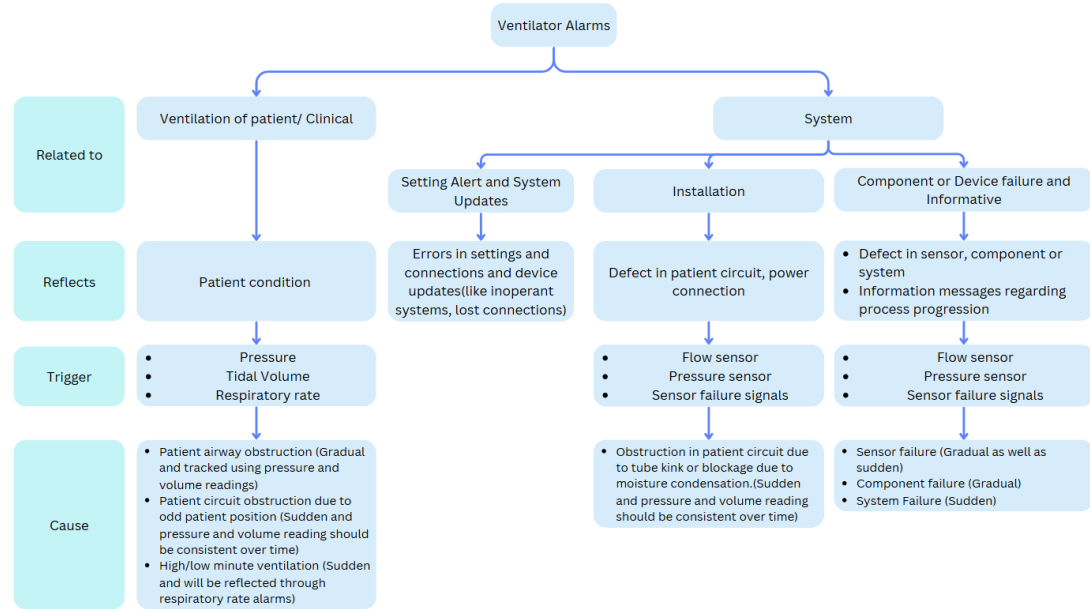 Ventilator Alarms
Related to
Ventilation of patient/ Clinical
System
Setting Alert and System
Updates
Installation
Component or Device failure and
Informative
Reflects
Patient condition
Errors in settings and
connections and device
updates(like inoperant
systems, lost connections)
Defect in patient circuit, power
connection
• Defect in sensor, component or
system
• Information messages regarding
process progression
Trigger
• Pressure
• Tidal Volume
• Respiratory rate
• Flow sensor
• Pressure sensor
• Sensor failure signals
• Flow sensor
• Pressure sensor
• Sensor failure signals
Cause
• Patient airway obstruction (Gradual
and tracked using pressure and
volume readings)
• Patient circuit obstruction due to
odd patient position (Sudden and
pressure and volume reading should
be consistent over time)
• High/low minute ventilation (Sudden
and will be reflected through
respiratory rate alarms)
• Obstruction in patient circuit due
to tube kink or blockage due to
moisture condensation.(Sudden
and pressure and volume reading
should be consistent over time)
• Sensor failure (Gradual as well as
sudden)
• Component failure (Gradual)
• System Failure (Sudden)